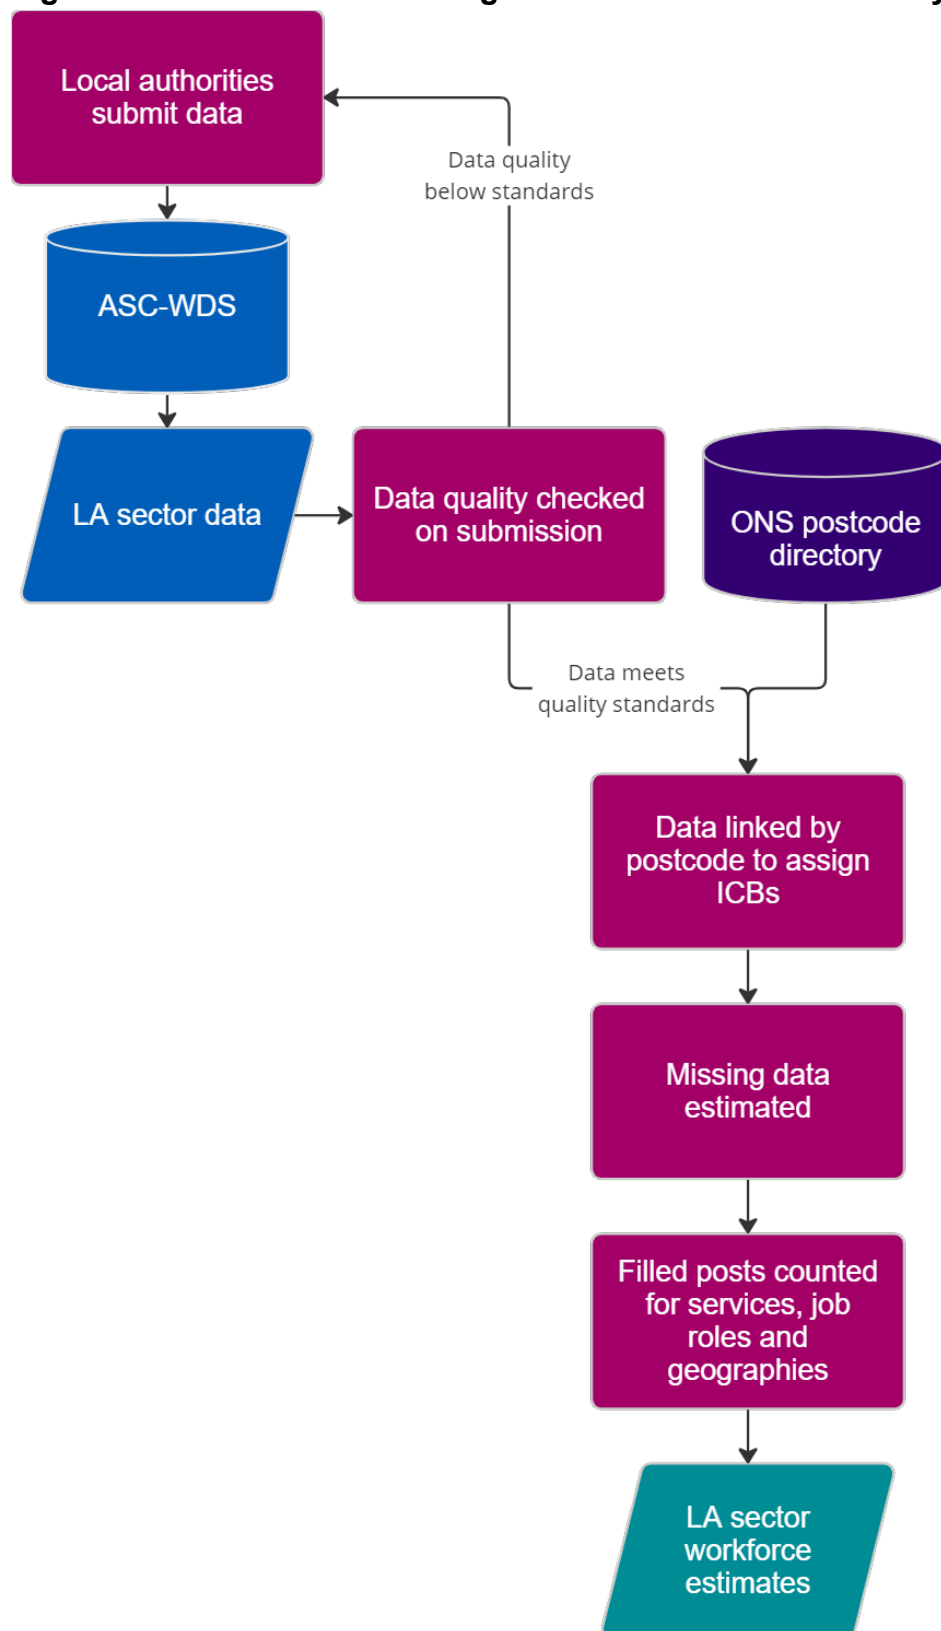 Local authorities
submit data
Data quality
below standards
ASC-WDS
LA sector data
Data quality checked
on submission
ONS postcode
directory
Data meets
quality standards
Data linked by
postcode to assign
ICBs
Missing data
estimated
Filled posts counted
for services, job
roles and
geographies
LA sector
workforce
estimates